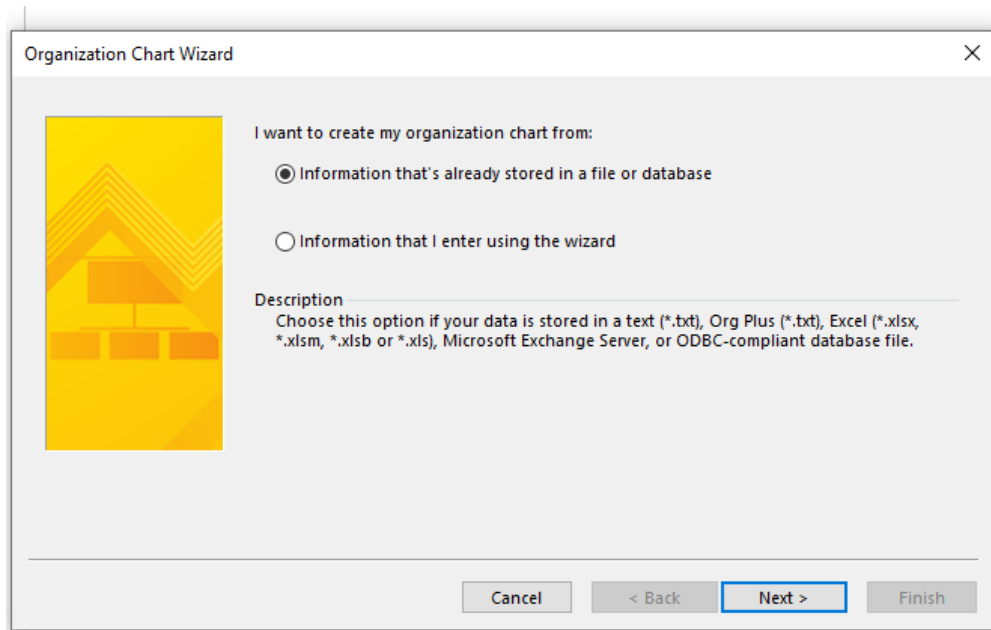 Organization Chart Wizard
I want to create my organization chart from:
Information that's already stored in a file or database
Information that I enter using the wizard
Description
Choose this option if your data is stored in a text (*.txt), Org Plus (*.txt), Excel (*.xlsx,
*.xlsm, *.xlsb or *.xls), Microsoft Exchange Server, or ODBC-compliant database file.
Cancel < Back Next > Finish